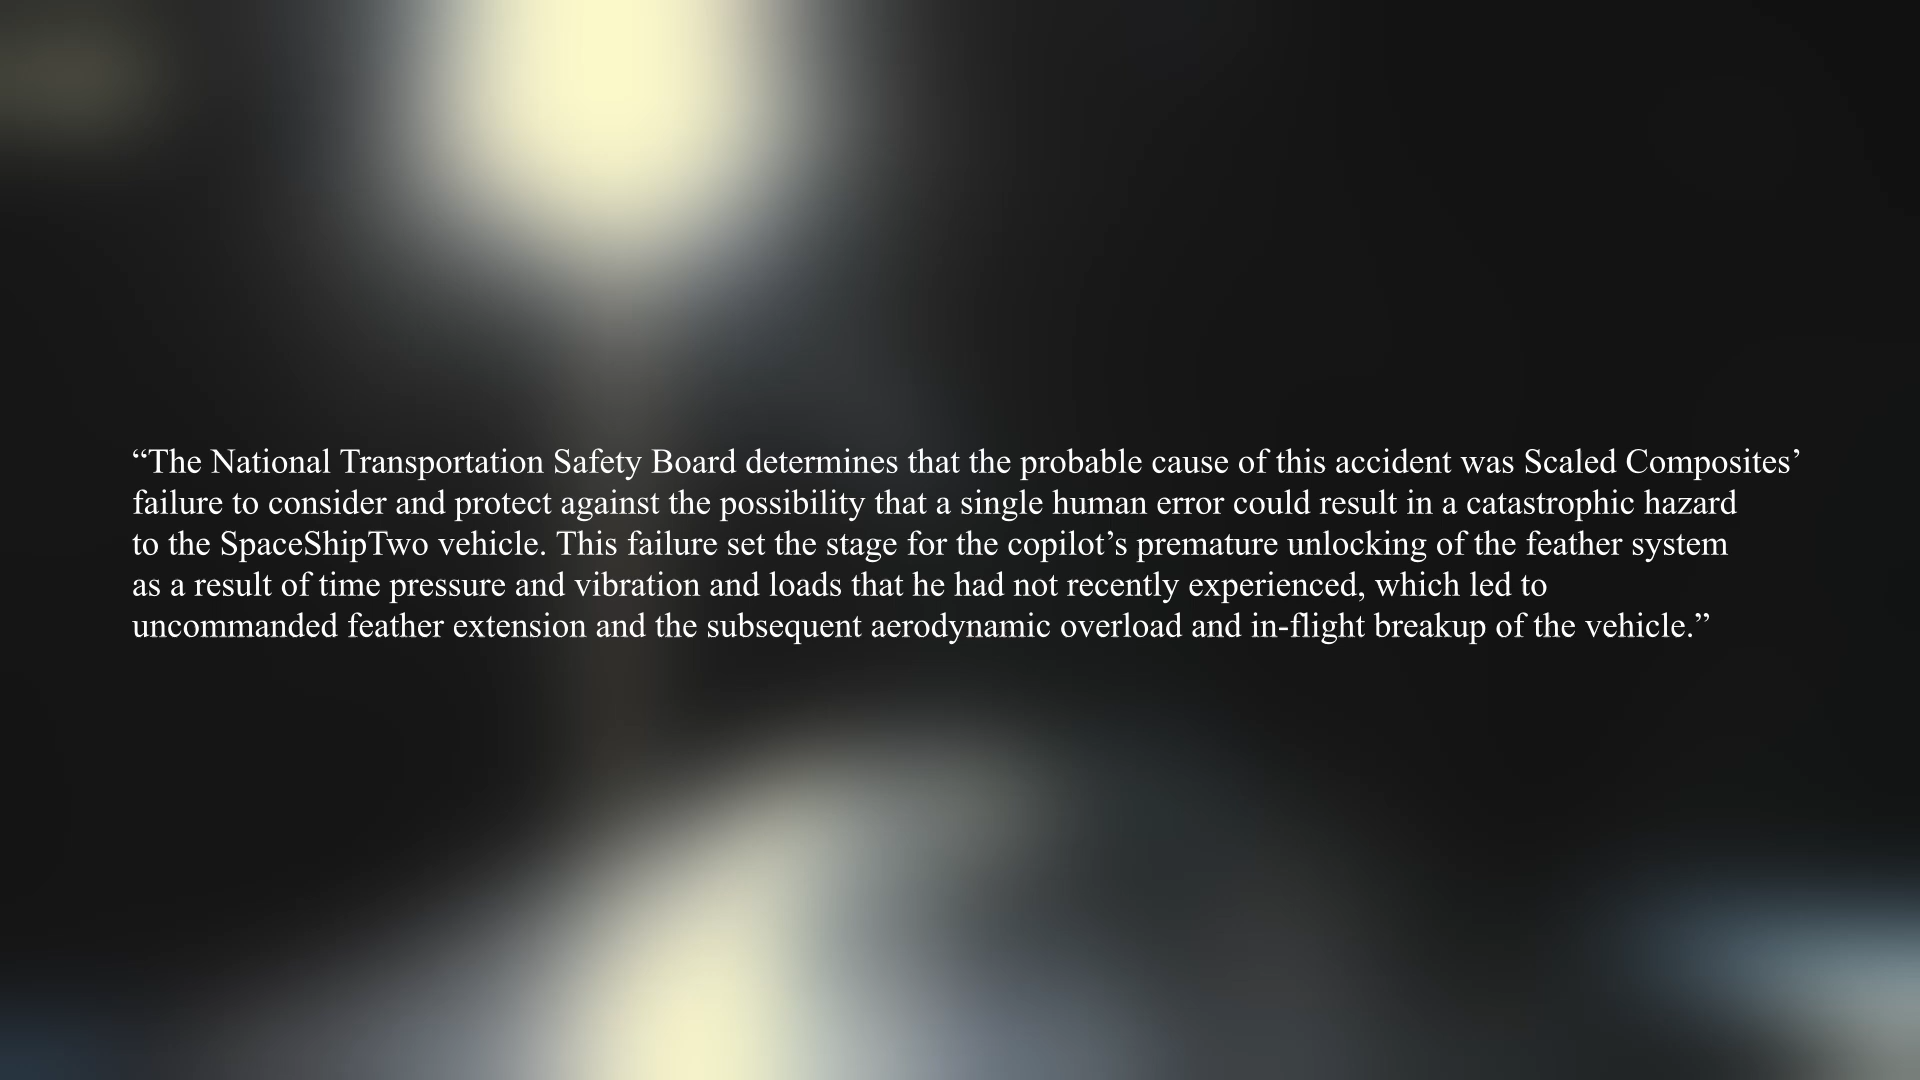 “The National Transportation Safety Board determines that the probable cause of this accident was Scaled Composites’
failure to consider and protect against the possibility that a single human error could result in a catastrophic hazard
to the SpaceShipTwo vehicle. This failure set the stage for the copilot’s premature unlocking of the feather system
as a result of time pressure and vibration and loads that he had not recently experienced, which led to
uncommanded feather extension and the subsequent aerodynamic overload and in-flight breakup of the vehicle.”